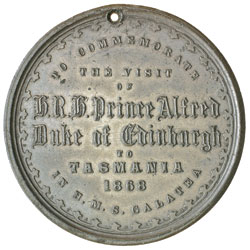 TO COMMEMORATE
THE VISIT
OF
H.R.H. Prince Alfred
Duke of Edinburgh
TO
TASMANIA
1868
IN H.M.S. GALATEA